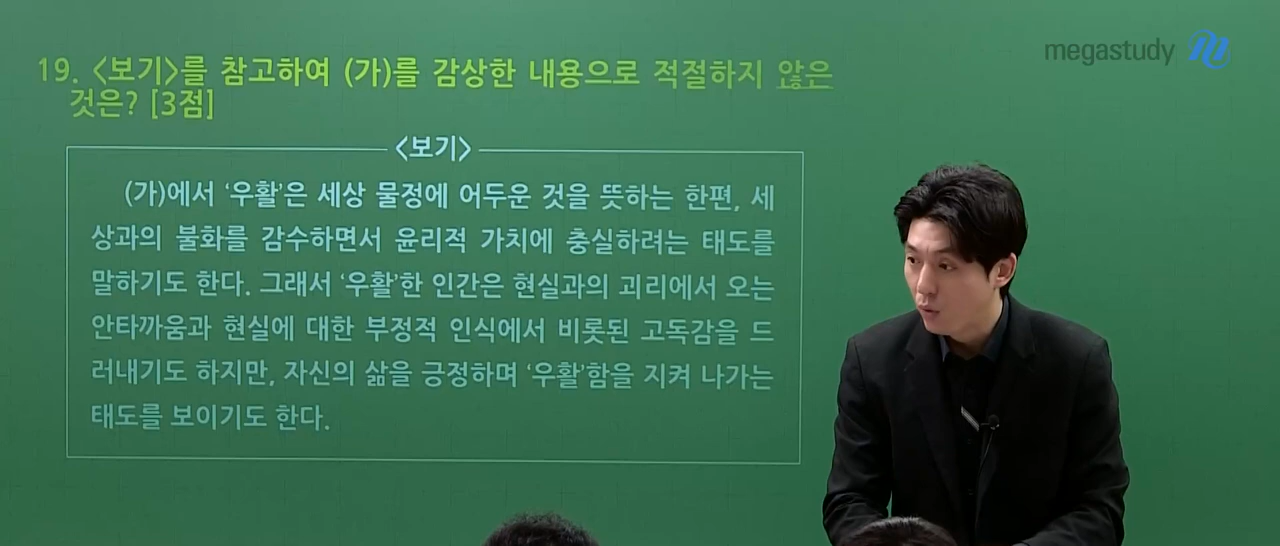 megastudy
19. <보기>를 참고하여 (가)를 감상한 내용으로 적절하지 않은
것은? [3점]
<보기>
(가)에서 ‘우활’은 세상 물정에 어두운 것을 뜻하는 한편, 세
상과의 불화를 감수하면서 윤리적 가치에 충실하려는 태도를
말하기도 한다. 그래서 ‘우활’한 인간은 현실과의 괴리에서 오는
안타까움과 현실에 대한 부정적 인식에서 비롯된 고독감을 드
러내기도 하지만, 자신의 삶을 긍정하며 ‘우활’함을 지켜 나가는
태도를 보이기도 한다.